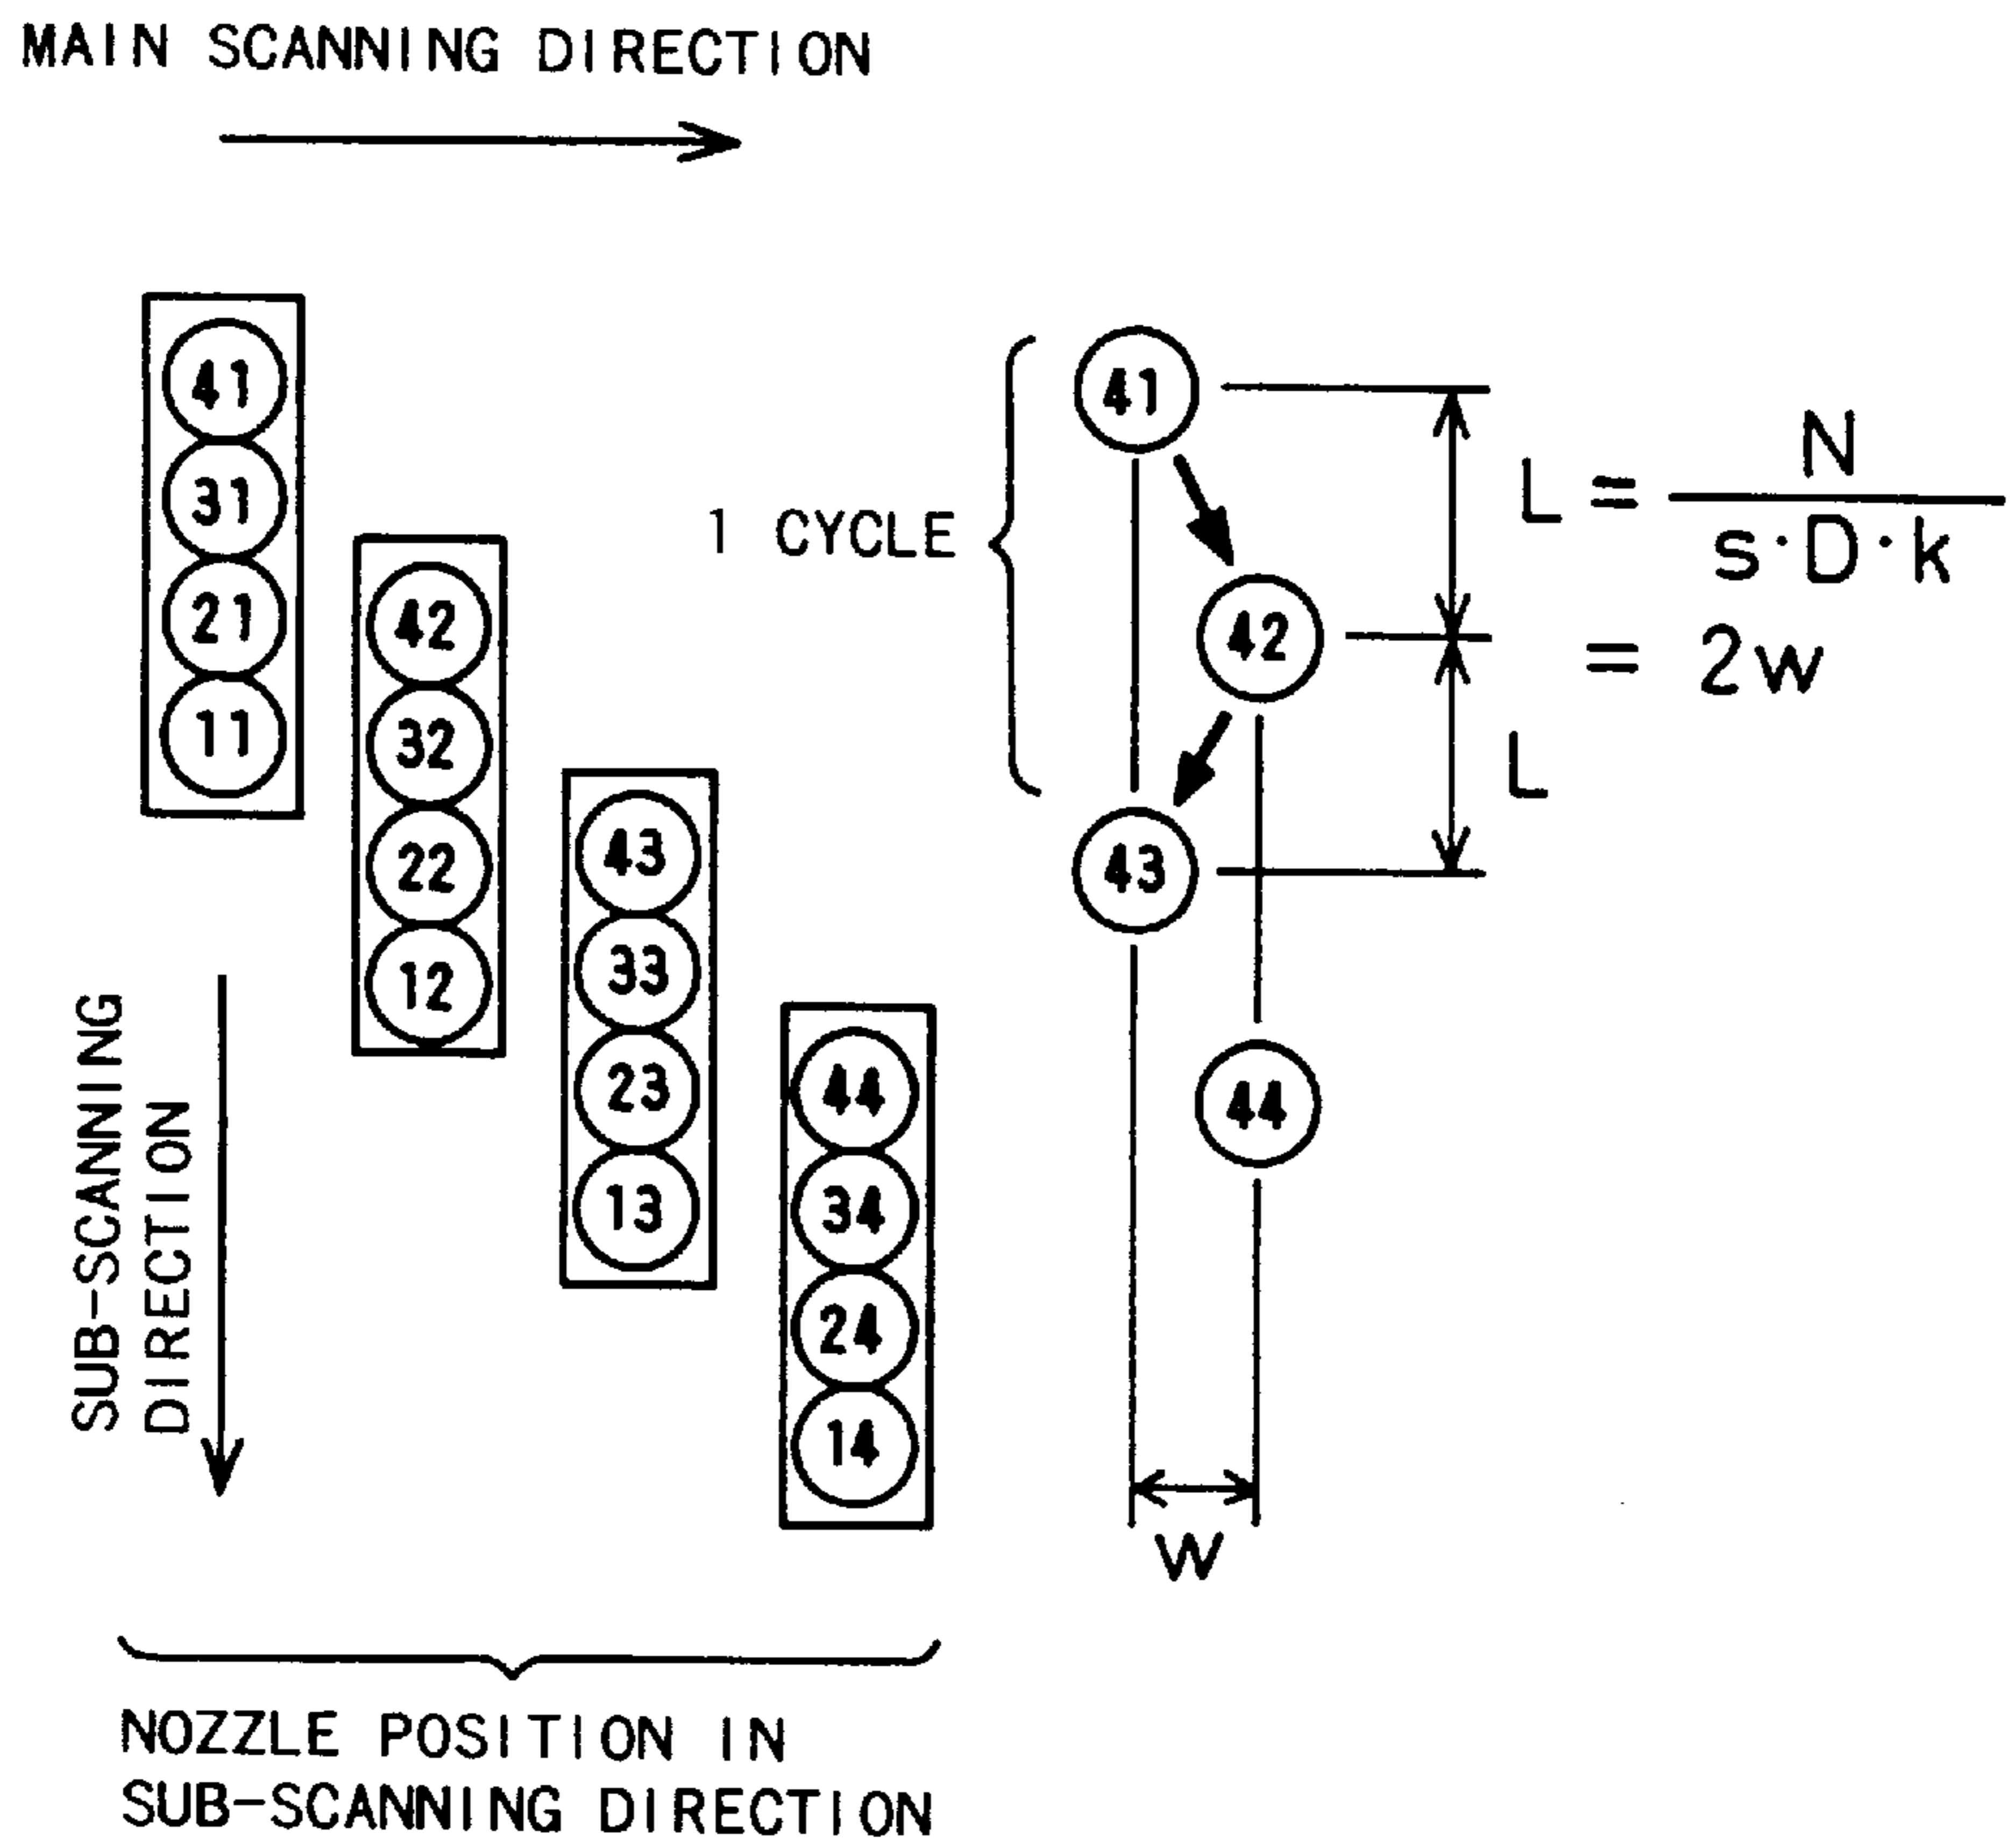 MAIN SCANNING DIRECTION
41
31
21
11
42
32
22
12
43
33
23
13
44
34
24
14
1 CYCLE
41
42
43
44
L = N / s·D·k
= 2w
L
w
SUB-SCANNING
DIRECTION
NOZZLE POSITION IN
SUB-SCANNING DIRECTION